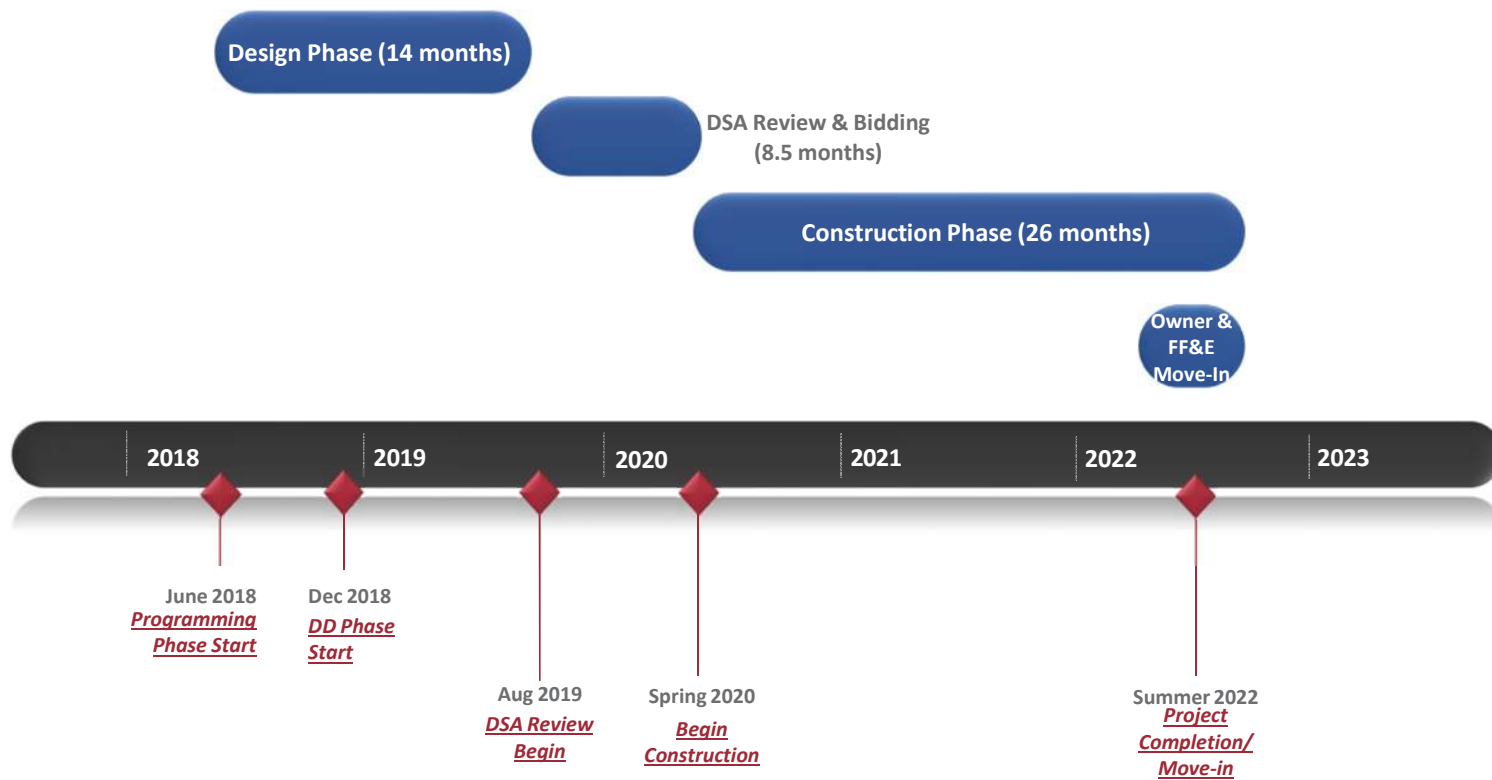 Design Phase (14 months)
DSA Review & Bidding
(8.5 months)
Construction Phase (26 months)
Owner &
FF&E
Move-In
2018
2019
2020
2021
2022
2023
June 2018
Programming
Phase Start
Dec 2018
DD Phase
Start
Aug 2019
DSA Review
Begin
Spring 2020
Begin
Construction
Summer 2022
Project
Completion/
Move-in